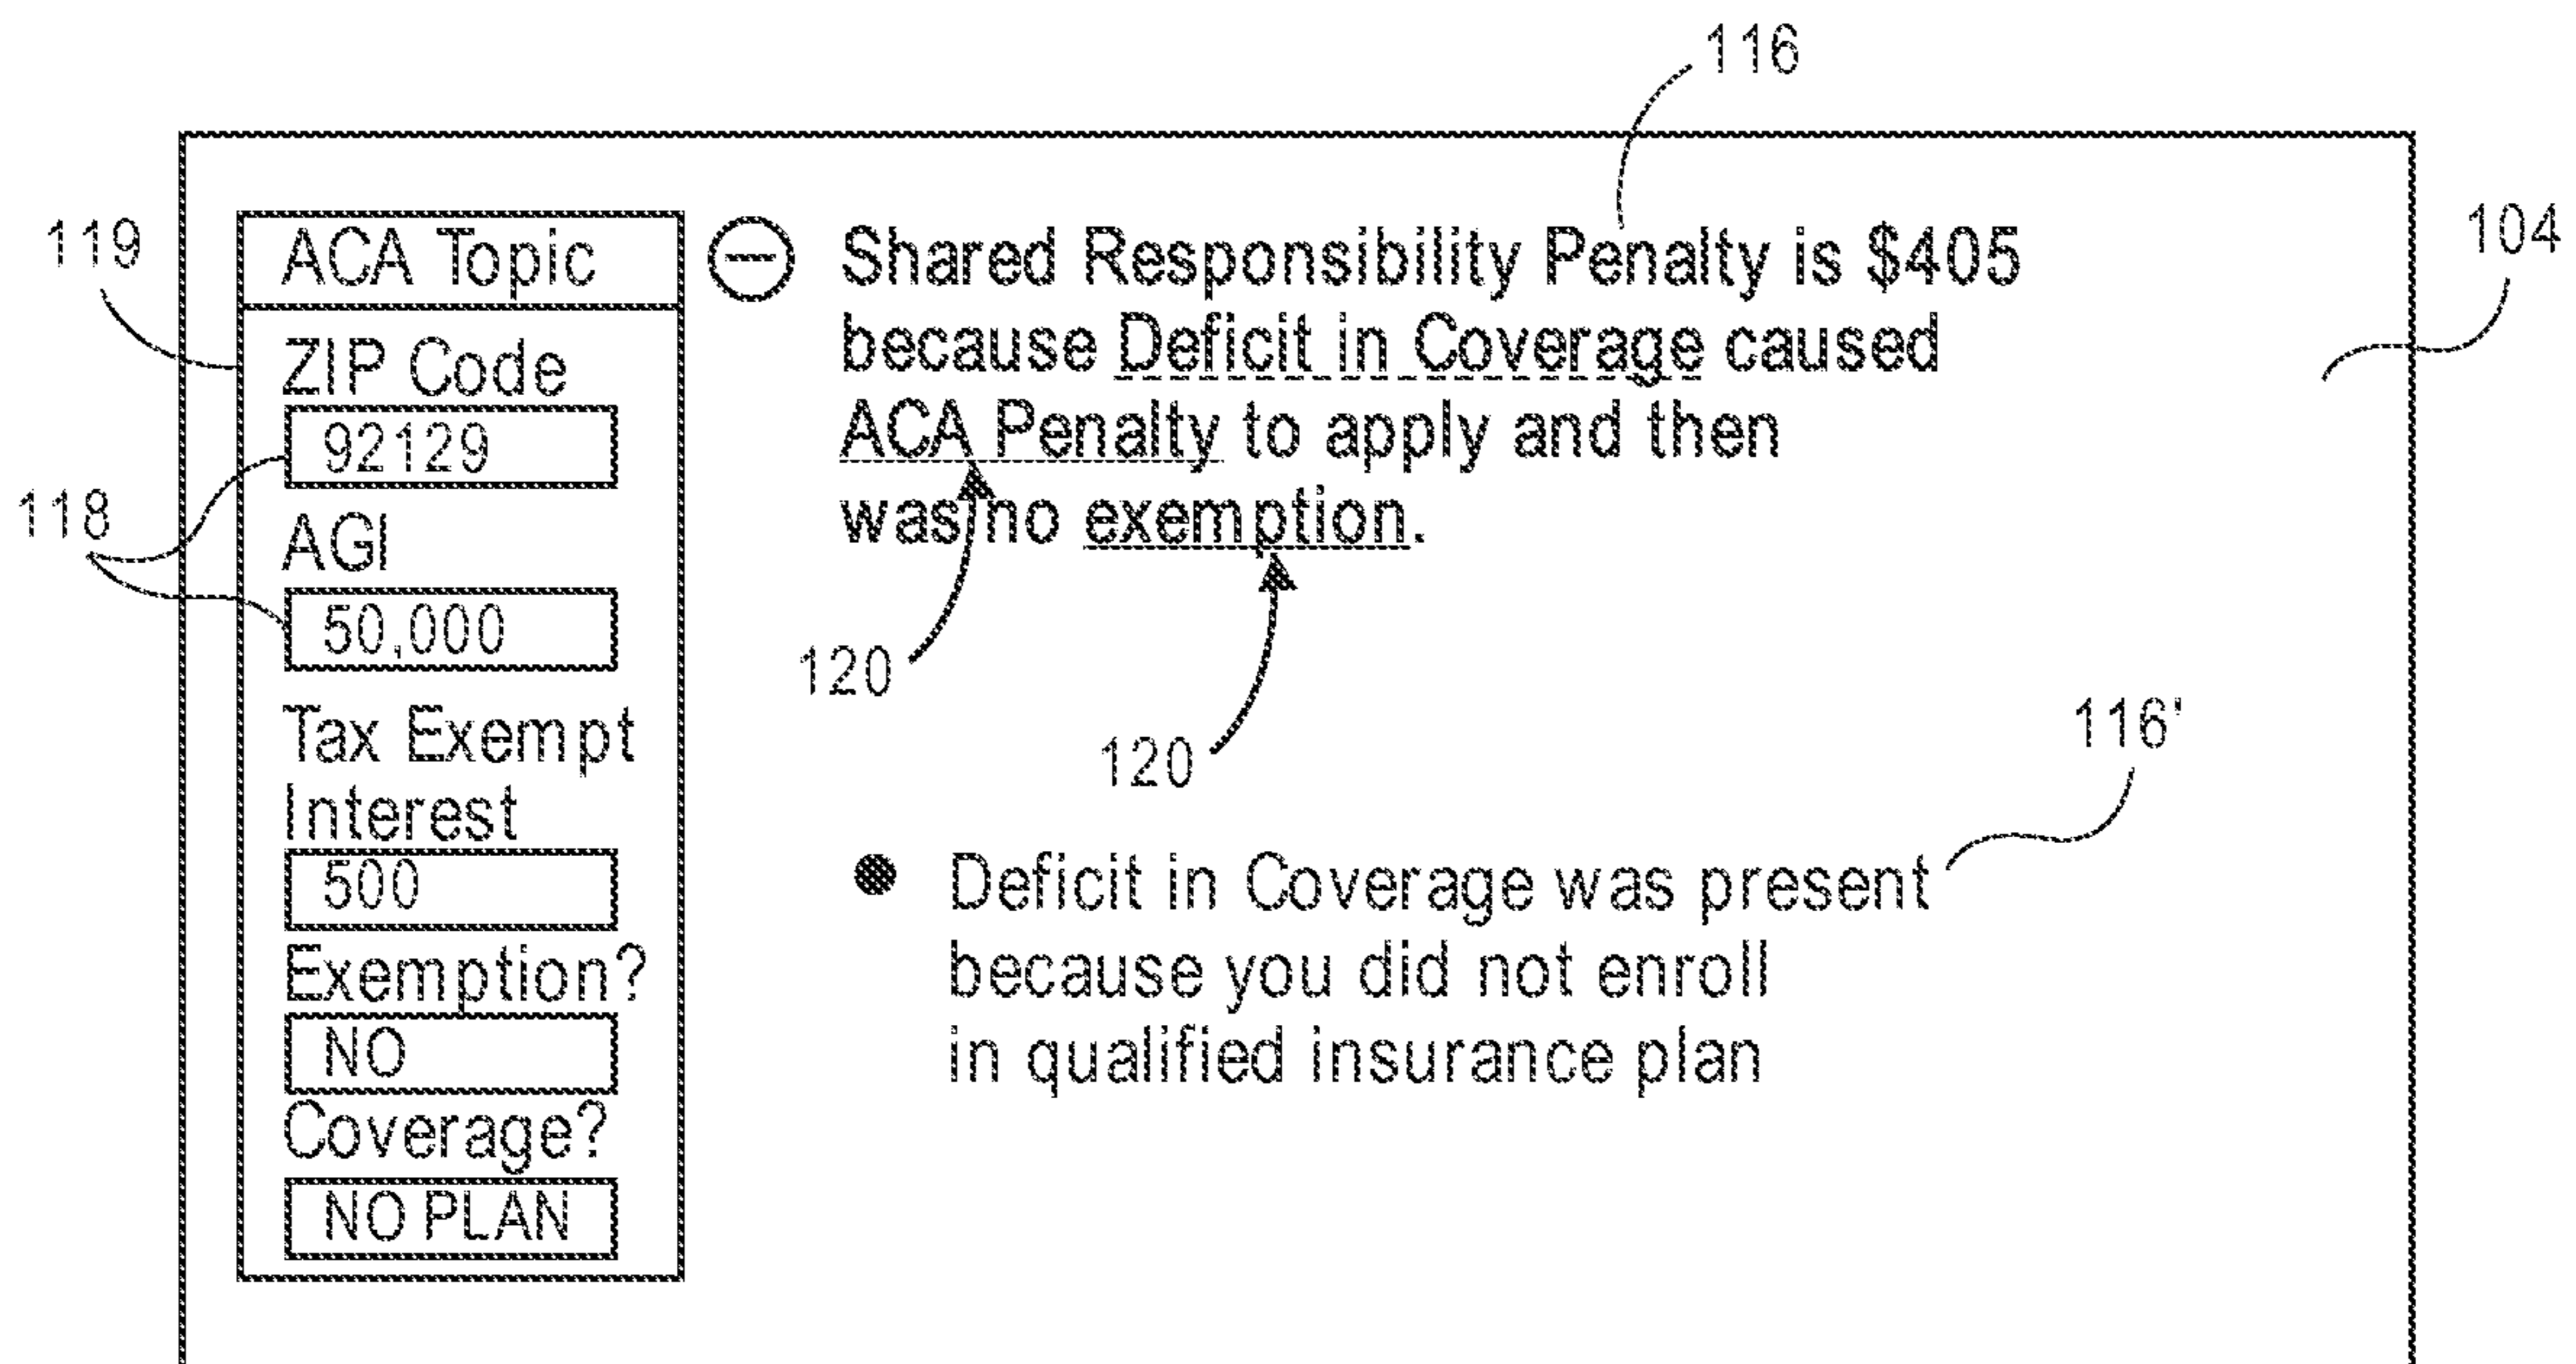 116
119
104
118
ACA Topic
ZIP Code
92129
AGI
50,000
Tax Exempt
Interest
500
Exemption?
NO
Coverage?
NO PLAN
Shared Responsibility Penalty is $405
because Deficit in Coverage caused
ACA Penalty to apply and then
was no exemption.
120
120
116'
Deficit in Coverage was present
because you did not enroll
in qualified insurance plan